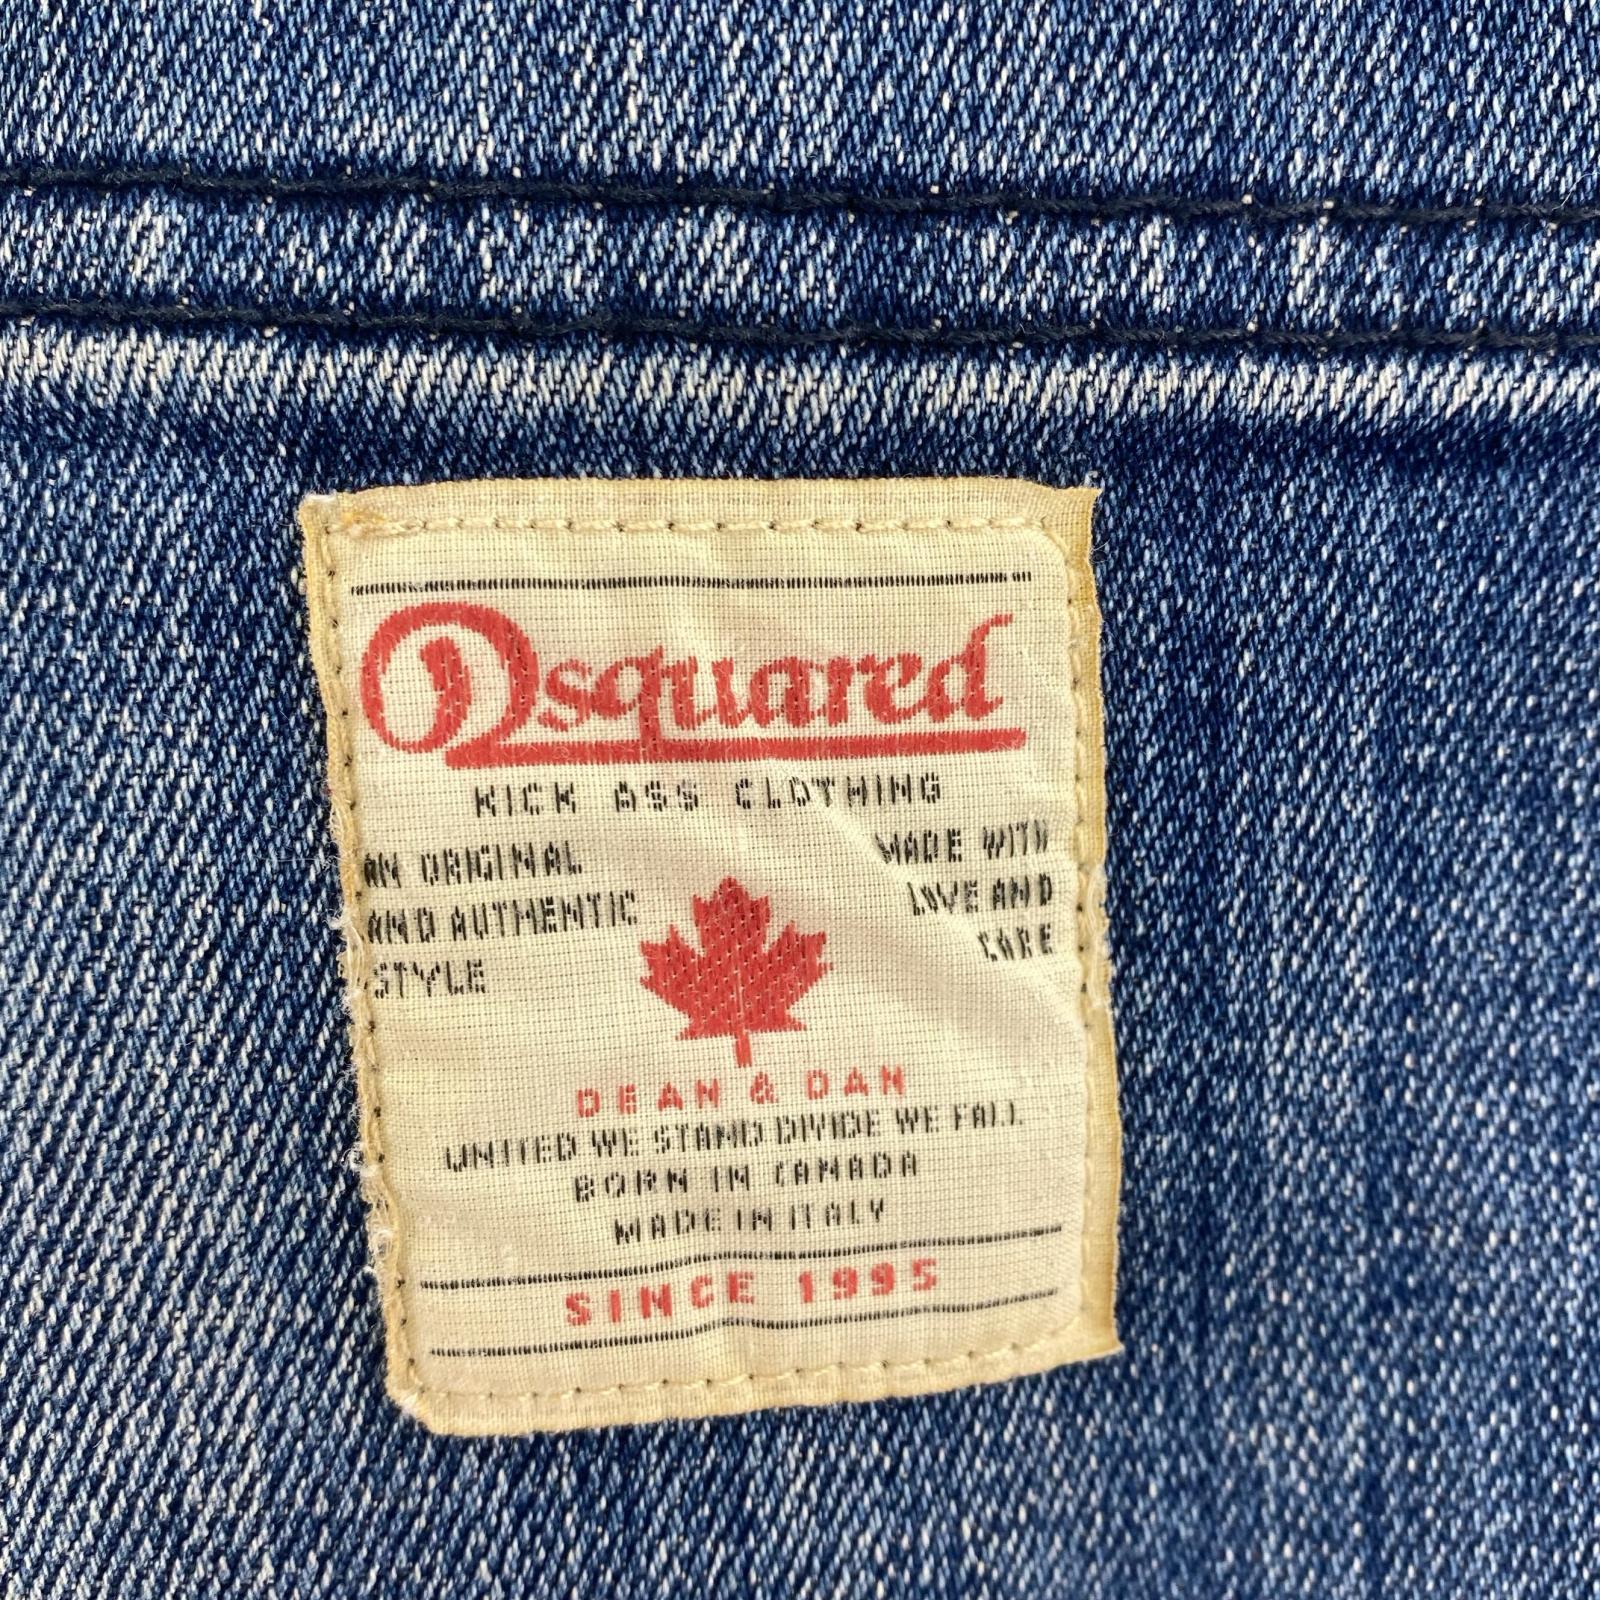 Dsquared
KICK ASS CLOTHING
AN ORIGINAL
AND AUTHENTIC
STYLE
MADE WITH
LOVE AND
CARE
DEAN & DAN
UNITED WE STAND DIVIDE WE FALL
BORN IN CANADA
MADE IN ITALY
SINCE 1995